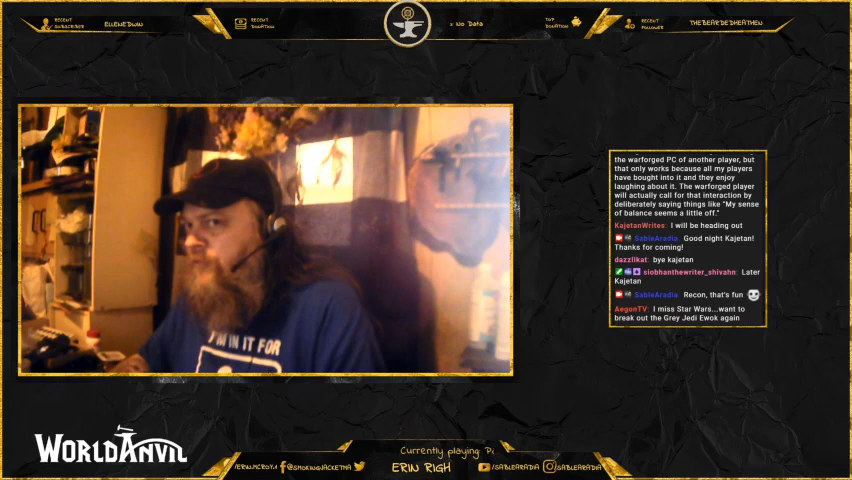 RECENT
SUBSCRIBER
ELLENEDWIN
RECENT
DONATION
x No Data
TOP
DONATION
RECENT
FOLLOWER
THEBEARDEDHEATHEN
the warforged PC of another player, but
that only works because all my players
have bought into it and they enjoy
laughing about it. The warforged player
will actually call for that interaction by
deliberately saying things like "My sense
of balance seems a little off."
KajetanWrites: I will be heading out
SableAradia: Good night Kajetan!
Thanks for coming!
dazzlikat: bye kajetan
siobhanthewriter_shivahn: Later
Kajetan
SableAradia: Recon, that's fun
AegonTV: I miss Star Wars...want to
break out the Grey Jedi Ewok again
I'M IN IT FOR
WORLDANVIL
Currently playing:
/ERIN.MCROY.1
@SMOKINGJACKETMA
ERIN RIGH
/SABLEARADIA
/SABLEARADIA